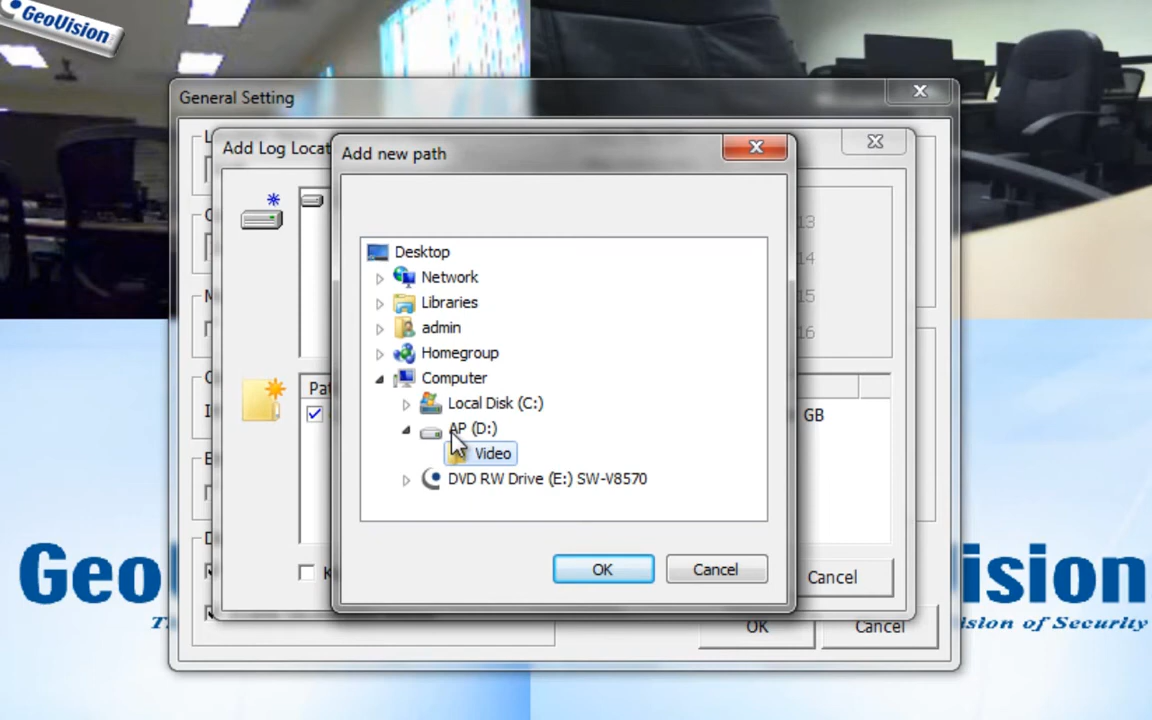 GeoVision
General Setting
Add Log Locat
Add new path
13
14
15
16
Desktop
Network
Libraries
admin
Homegroup
Computer
Local Disk (C:)
AP (D:)
Video
DVD RW Drive (E:) SW-V8570
GB
OK
Cancel
Cancel
OK
Cancel
Geo
ision
ision of Security